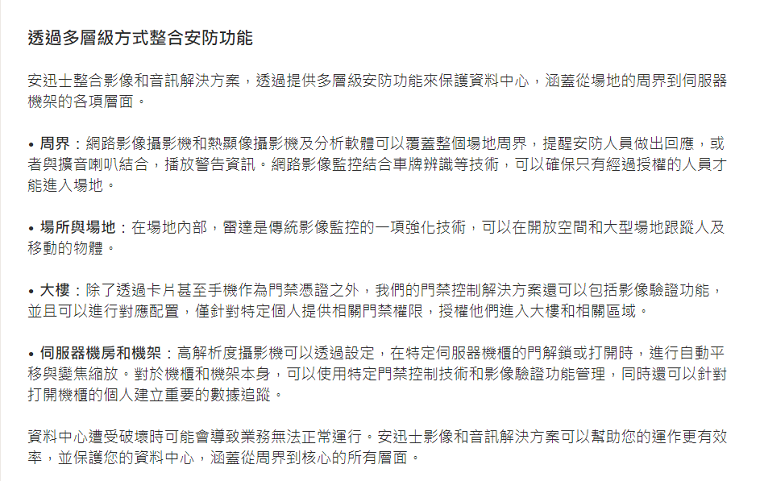 透過多層級方式整合安防功能
安迅士整合影像和音訊解決方案，透過提供多層級安防功能來保護資料中心，涵蓋從場地的周界到伺服器
機架的各項層面。
• 周界：網路影像攝影機和熱顯像攝影機及分析軟體可以覆蓋整個場地周界，提醒安防人員做出回應，或
者與擴音喇叭結合，播放警告資訊。網路影像監控結合車牌辨識等技術，可以確保只有經過授權的人員才
能進入場地。
• 場所與場地：在場地內部，雷達是傳統影像監控的一項強化技術，可以在開放空間和大型場地跟蹤人及
移動的物體。
• 大樓：除了透過卡片甚至手機作為門禁憑證之外，我們的門禁控制解決方案還可以包括影像驗證功能，
並且可以進行對應配置，僅針對特定個人提供相關門禁權限，授權他們進入大樓和相關區域。
• 伺服器機房和機架：高解析度攝影機可以透過設定，在特定伺服器機櫃的門解鎖或打開時，進行自動平
移與變焦縮放。對於機櫃和機架本身，可以使用特定門禁控制技術和影像驗證功能管理，同時還可以針對
打開機櫃的個人建立重要的數據追蹤。
資料中心遭受破壞時可能會導致業務無法正常運行。安迅士影像和音訊解決方案可以幫助您的運作更有效
率，並保護您的資料中心，涵蓋從周界到核心的所有層面。